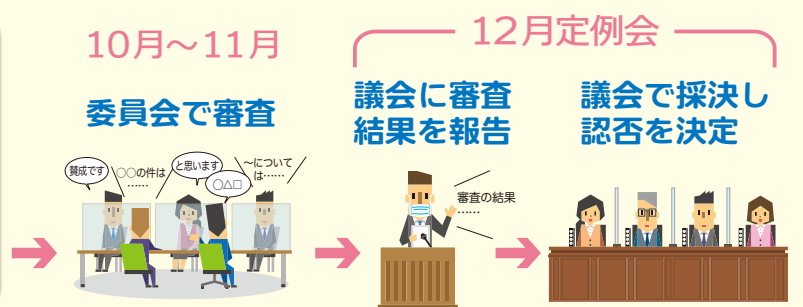 10月～11月
委員会で審査
賛成です
○○の件は
……
と思います
○△□
～について
は……
12月定例会
議会に審査
結果を報告
審査の結果
……
議会で採決し
認否を決定